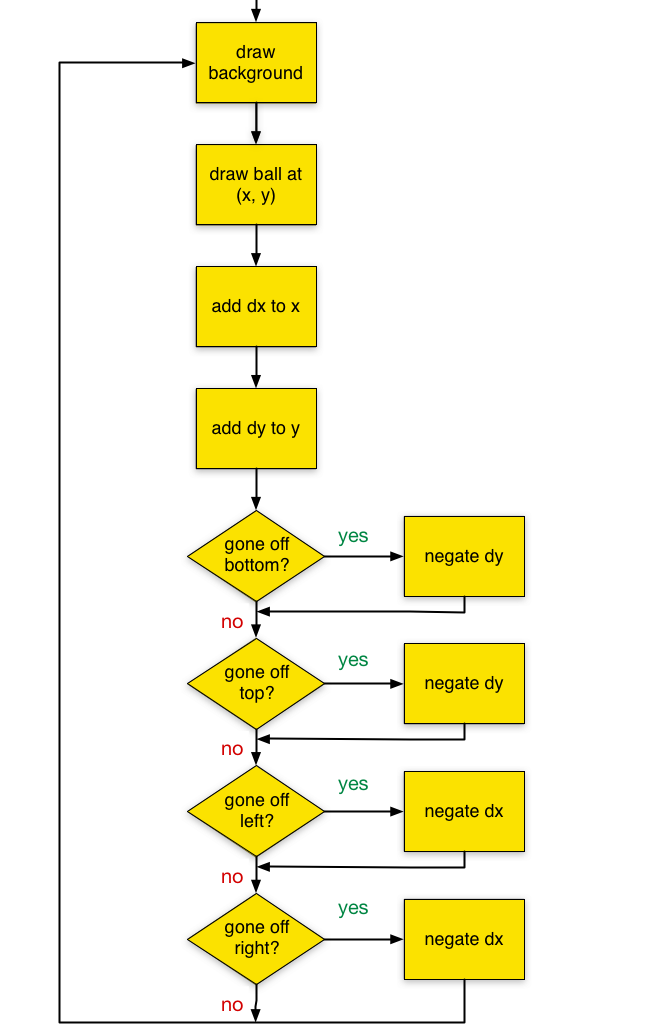 draw
background
draw ball at
(x, y)
add dx to x
add dy to y
gone off
bottom?
yes
negate dy
no
gone off
top?
yes
negate dy
no
gone off
left?
yes
negate dx
no
gone off
right?
yes
negate dx
no